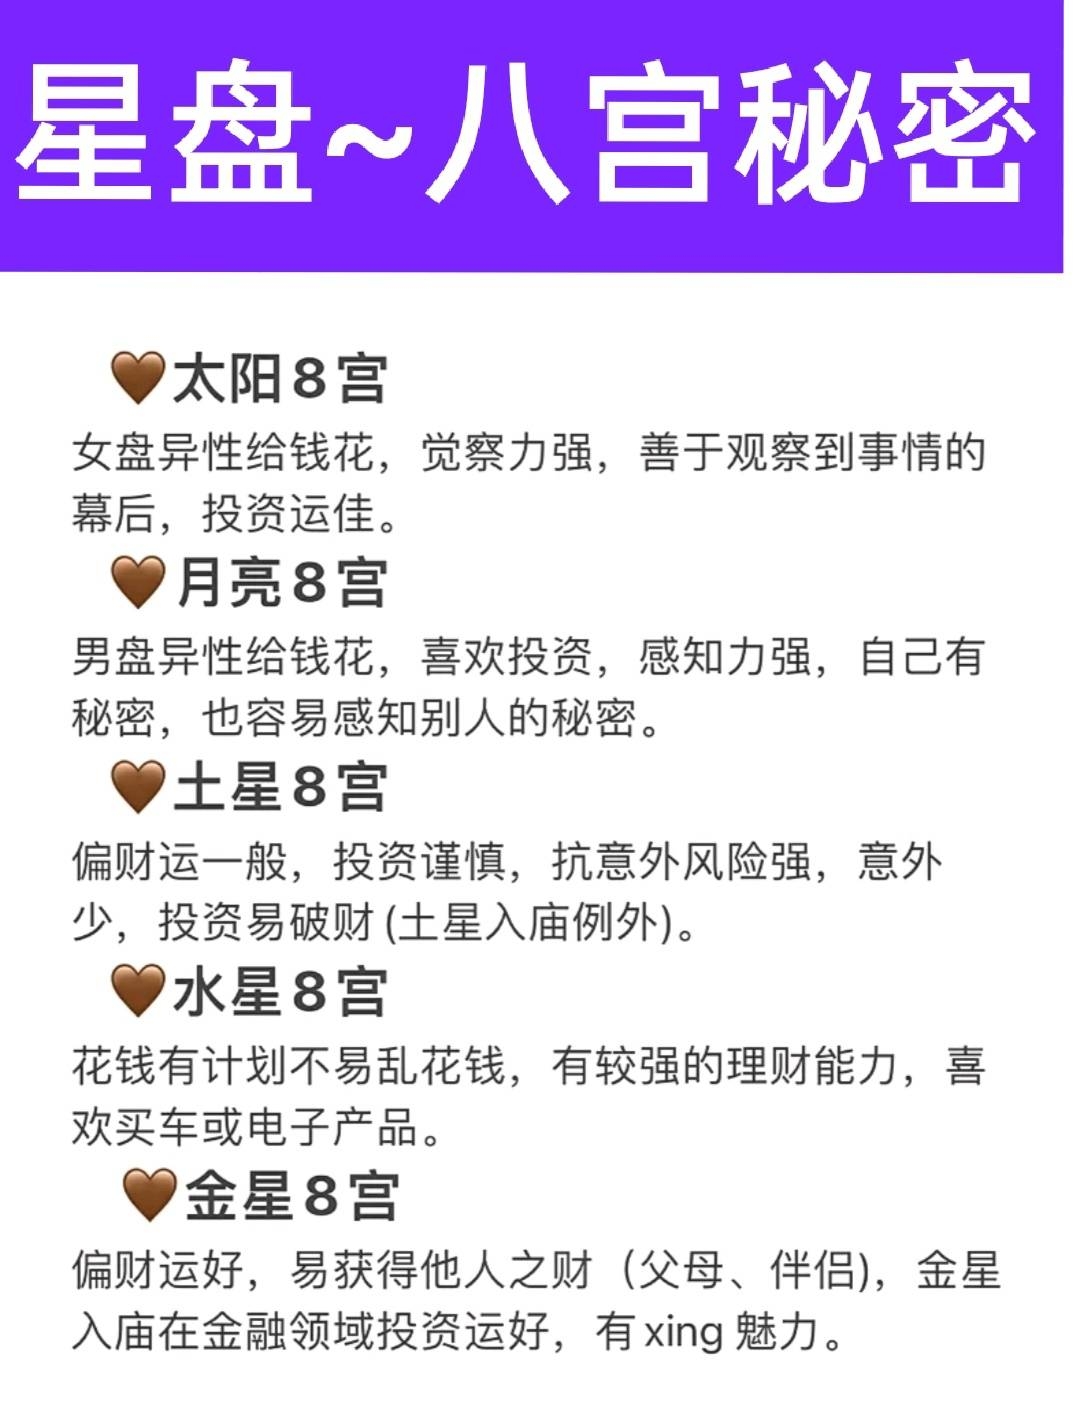 星盘~八宫秘密
🤎太阳8宫
女盘异性给钱花，觉察力强，善于观察到事情的
幕后，投资运佳。
🤎月亮8宫
男盘异性给钱花，喜欢投资，感知力强，自己有
秘密，也容易感知别人的秘密。
🤎土星8宫
偏财运一般，投资谨慎，抗意外风险强，意外
少，投资易破财(土星入庙例外)。
🤎水星8宫
花钱有计划不易乱花钱，有较强的理财能力，喜
欢买车或电子产品。
🤎金星8宫
偏财运好，易获得他人之财（父母、伴侣)，金星
入庙在金融领域投资运好，有xing 魅力。